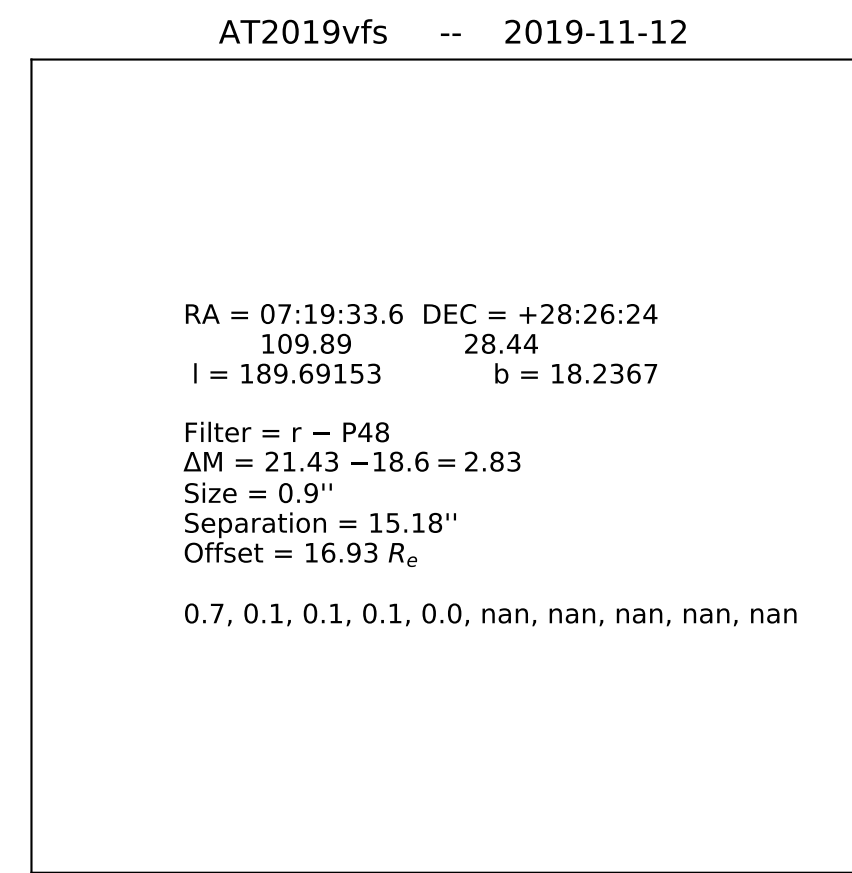 AT2019vfs -- 2019-11-12
RA = 07:19:33.6 DEC = +28:26:24
109.89 28.44
l = 189.69153 b = 18.2367
Filter = r − P48
ΔM = 21.43 −18.6 = 2.83
Size = 0.9''
Separation = 15.18''
Offset = 16.93 Rₑ
0.7, 0.1, 0.1, 0.1, 0.0, nan, nan, nan, nan, nan